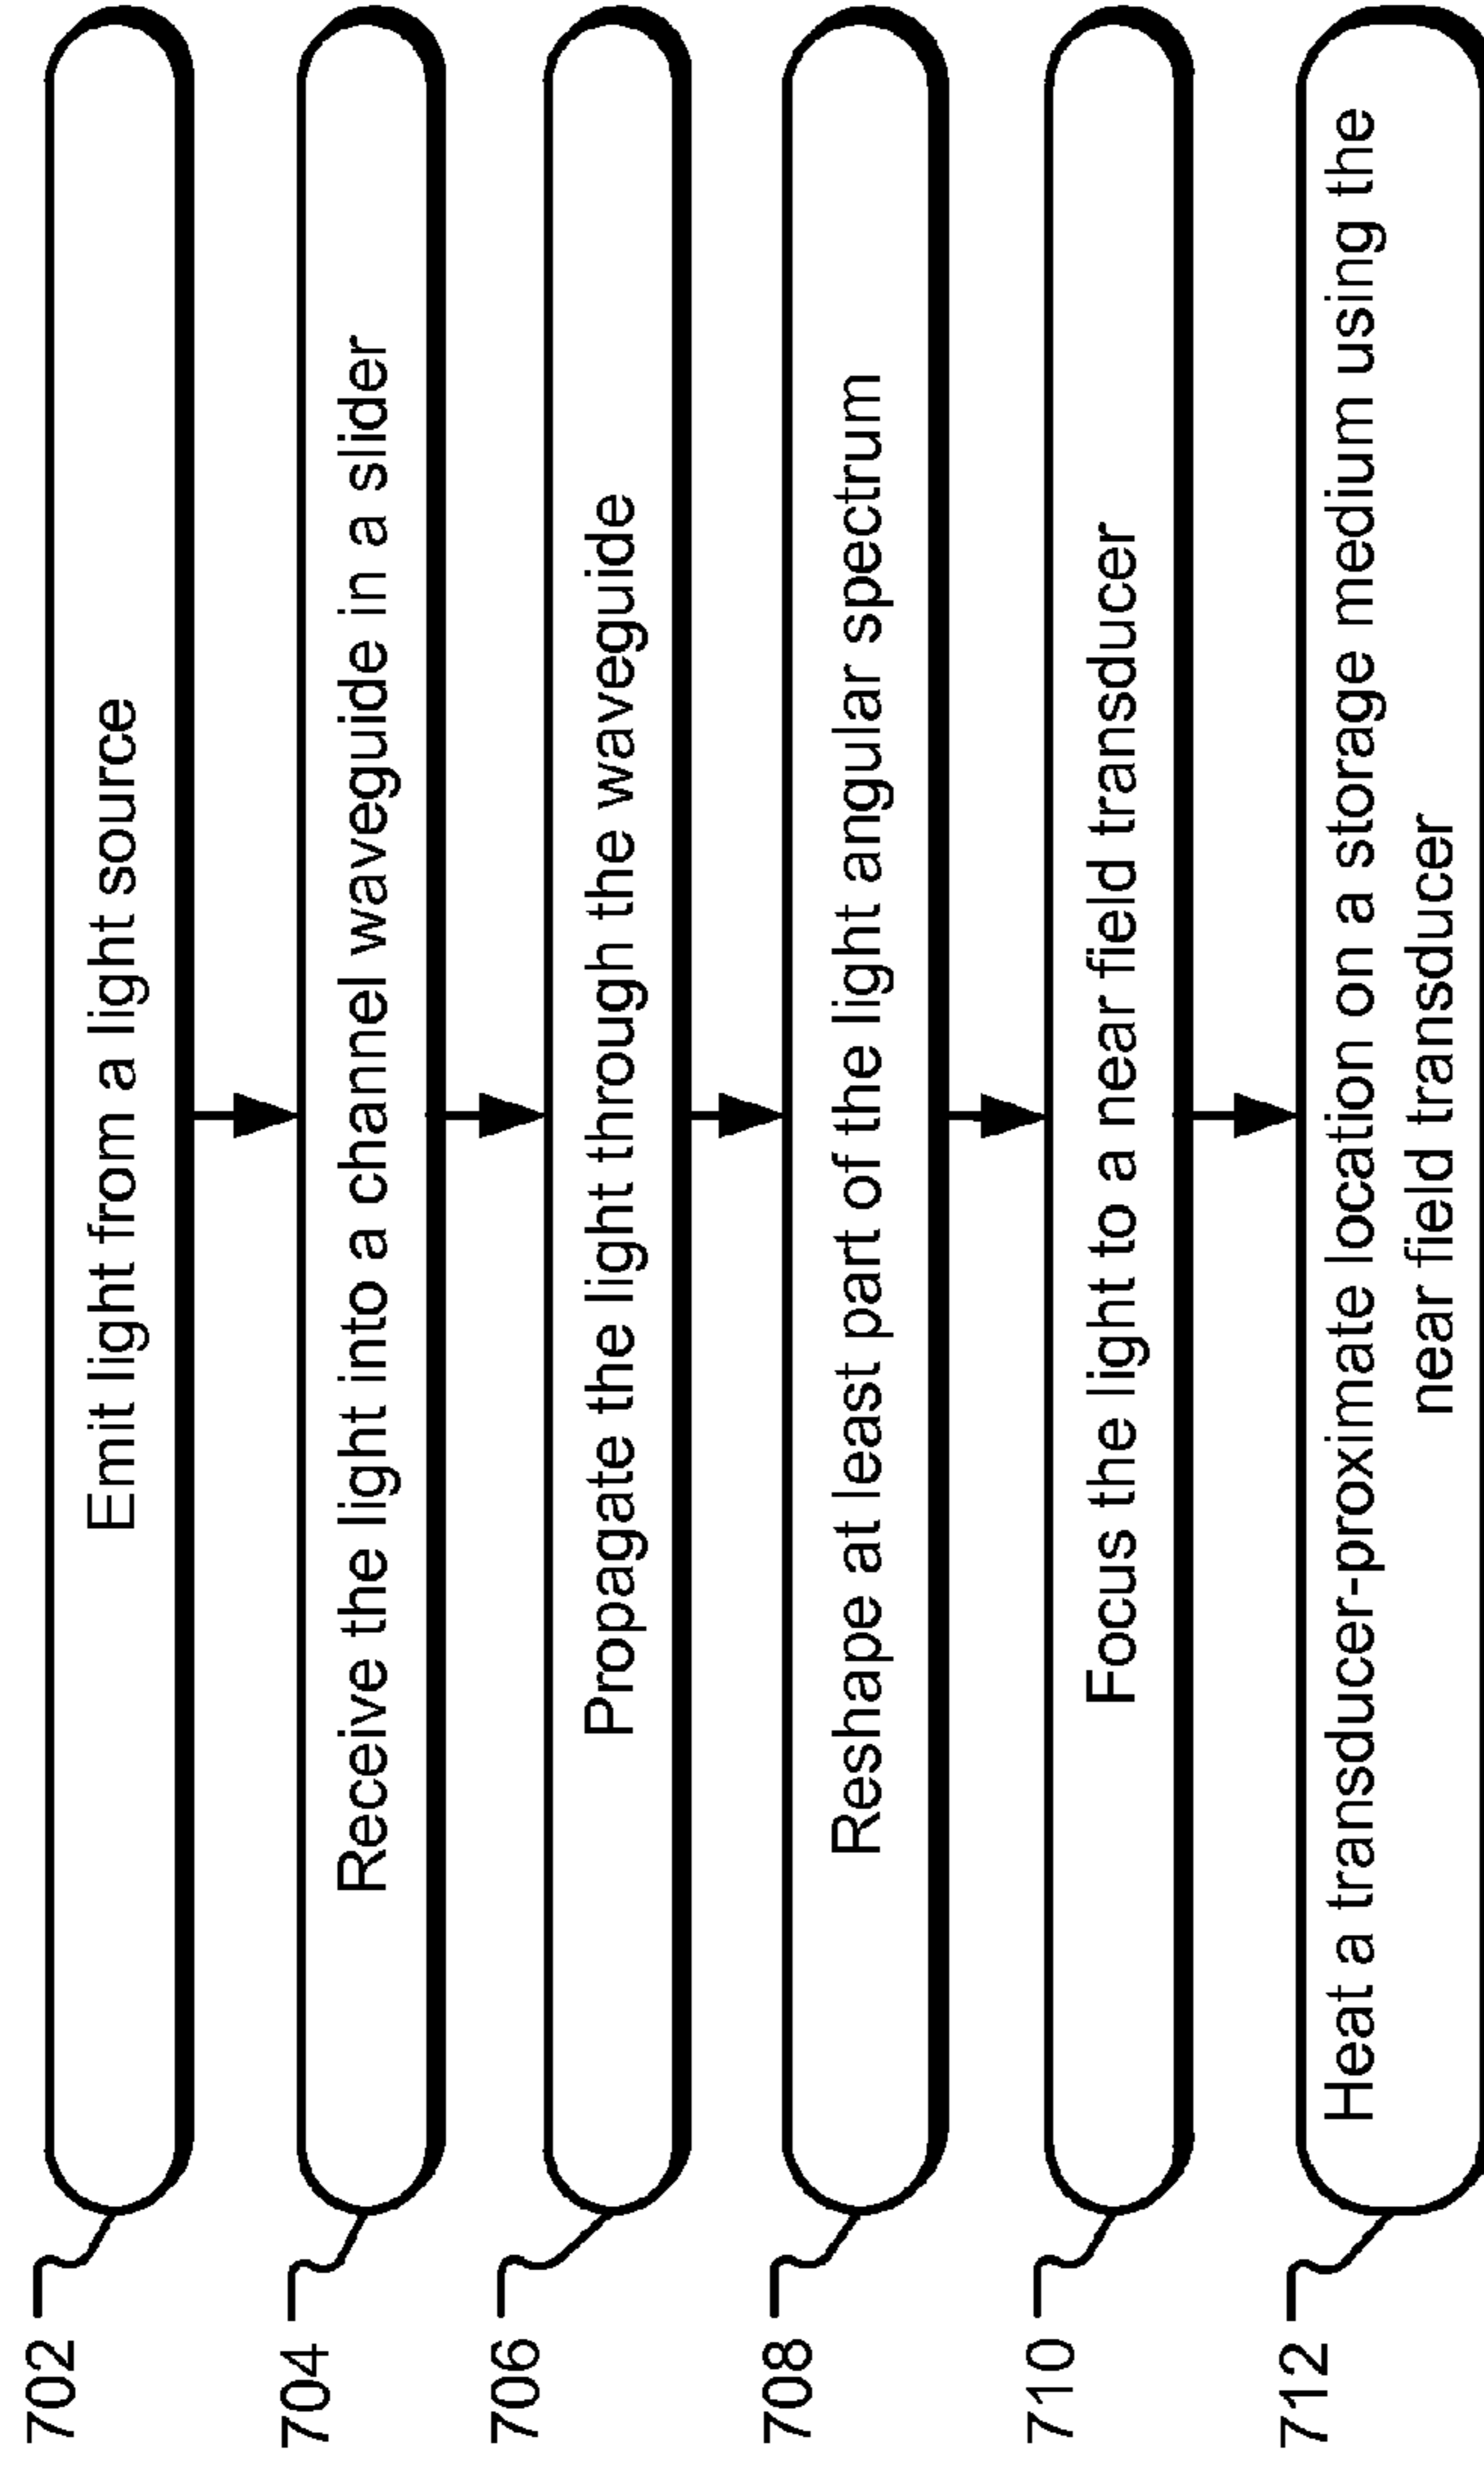 702
Emit light from a light source
704
Receive the light into a channel waveguide in a slider
706
Propagate the light through the waveguide
708
Reshape at least part of the light angular spectrum
710
Focus the light to a near field transducer
712
Heat a transducer-proximate location on a storage medium using the
near field transducer